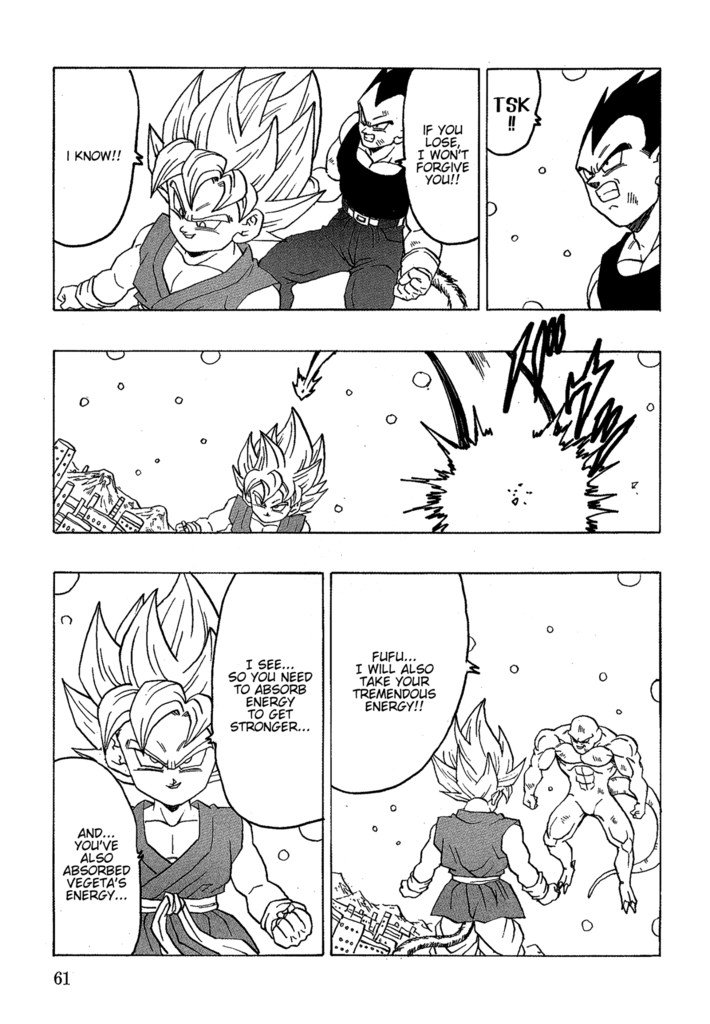 TSK
!!
IF YOU
LOSE,
I WON'T
FORGIVE
YOU!!
I KNOW!!
FUFU...
I WILL ALSO
TAKE YOUR
TREMENDOUS
ENERGY!!
I SEE...
SO YOU NEED
TO ABSORB
ENERGY
TO GET
STRONGER...
AND...
YOU'VE
ALSO
ABSORBED
VEGETA'S
ENERGY...
61